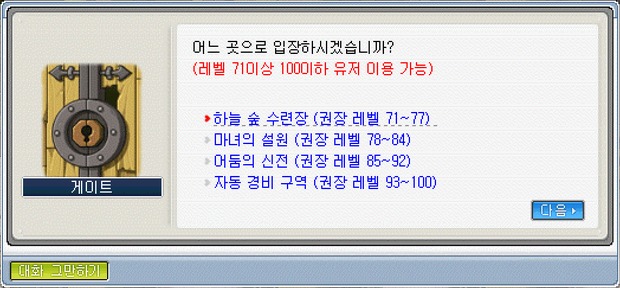 어느 곳으로 입장하시겠습니까?
(레벨 71이상 100이하 유저 이용 가능)
하늘 숲 수련장 (권장 레벨 71~77)
마녀의 설원 (권장 레벨 78~84)
어둠의 신전 (권장 레벨 85~92)
자동 경비 구역 (권장 레벨 93~100)
게이트
다음
대화 그만하기